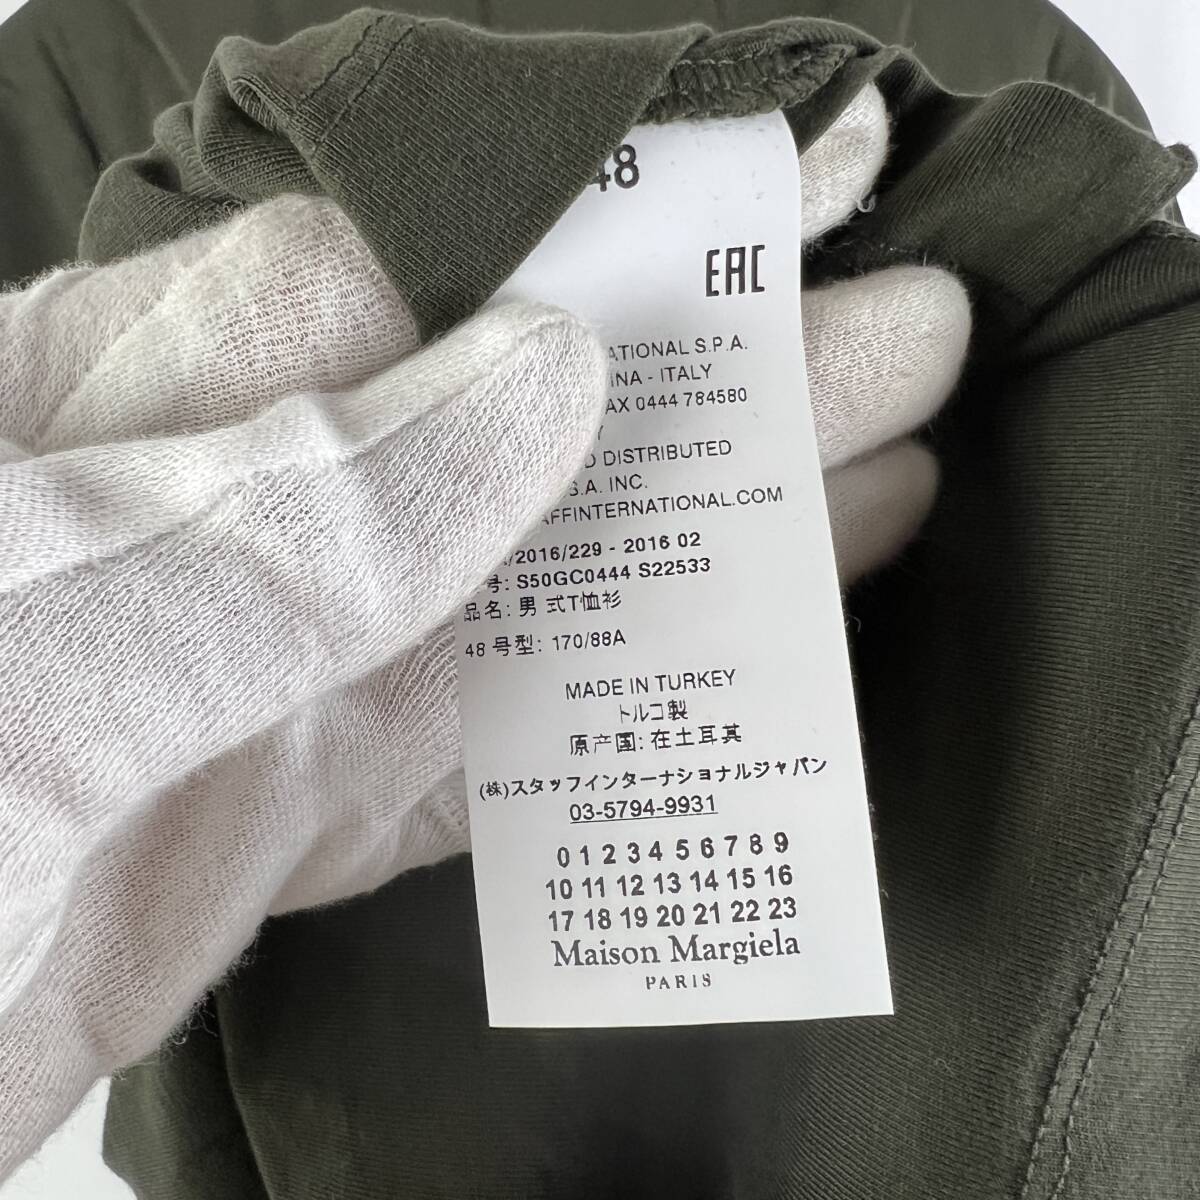 48
EAC
ATIONAL S.P.A.
INA - ITALY
AX 0444 784580
Y
D DISTRIBUTED
S.A. INC.
AFFINTERNATIONAL.COM
/2016/229 - 2016 02
号: S50GC0444 S22533
品名: 男 式T恤衫
48 号型: 170/88A
MADE IN TURKEY
トルコ製
原产国: 在土耳其
(株)スタッフインターナショナルジャパン
03-5794-9931
0 1 2 3 4 5 6 7 8 9
10 11 12 13 14 15 16
17 18 19 20 21 22 23
Maison Margiela
PARIS